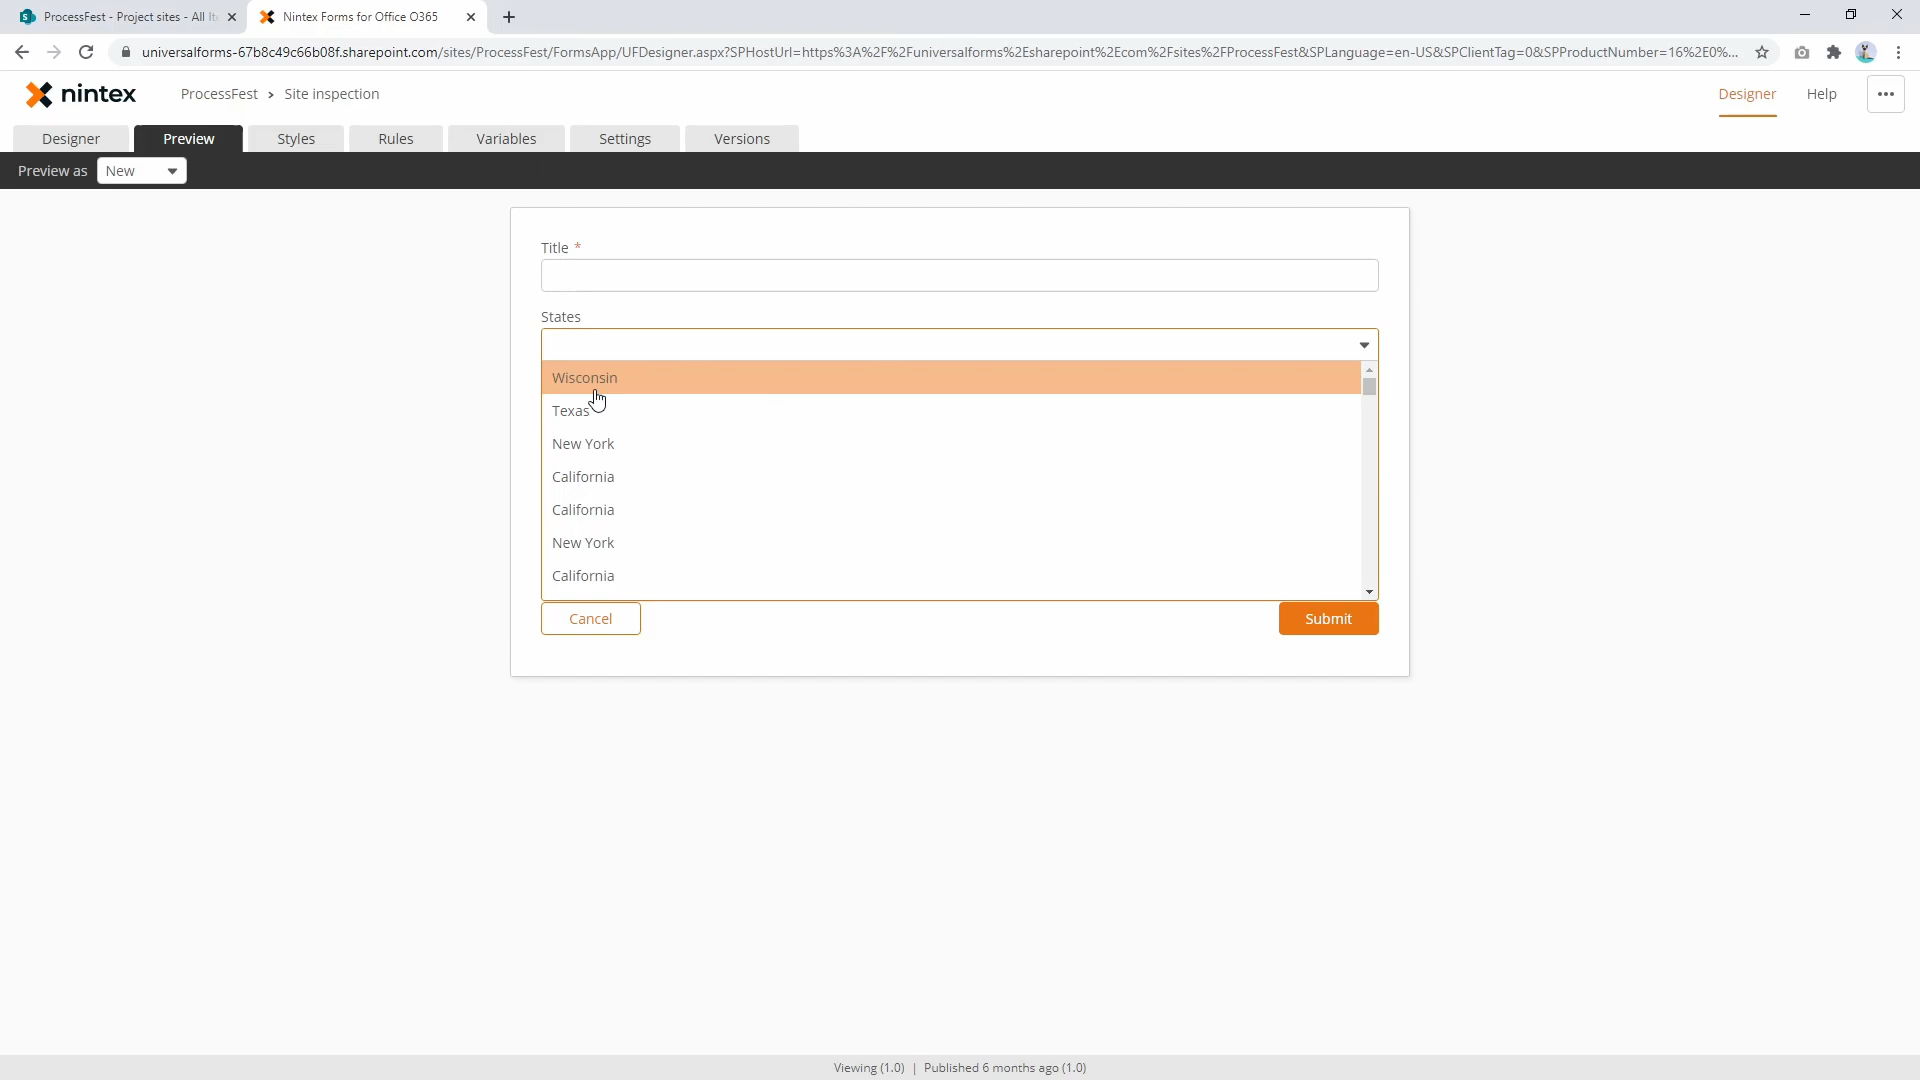 ProcessFest - Project sites - All It
Nintex Forms for Office O365
universalforms-67b8c49c66b08f.sharepoint.com/sites/ProcessFest/FormsApp/UFDesigner.aspx?SPHostUrl=https%3A%2F%2Funiversalforms%2Esharepoint%2Ecom%2Fsites%2FProcessFest&SPLanguage=en-US&SPClientTag=0&SPProductNumber=16%2E0%...
nintex
ProcessFest > Site inspection
Designer Help
Designer Preview Styles Rules Variables Settings Versions
Preview as New
Title *
States
Wisconsin
Texas
New York
California
California
New York
California
Cancel Submit
Viewing (1.0) | Published 6 months ago (1.0)